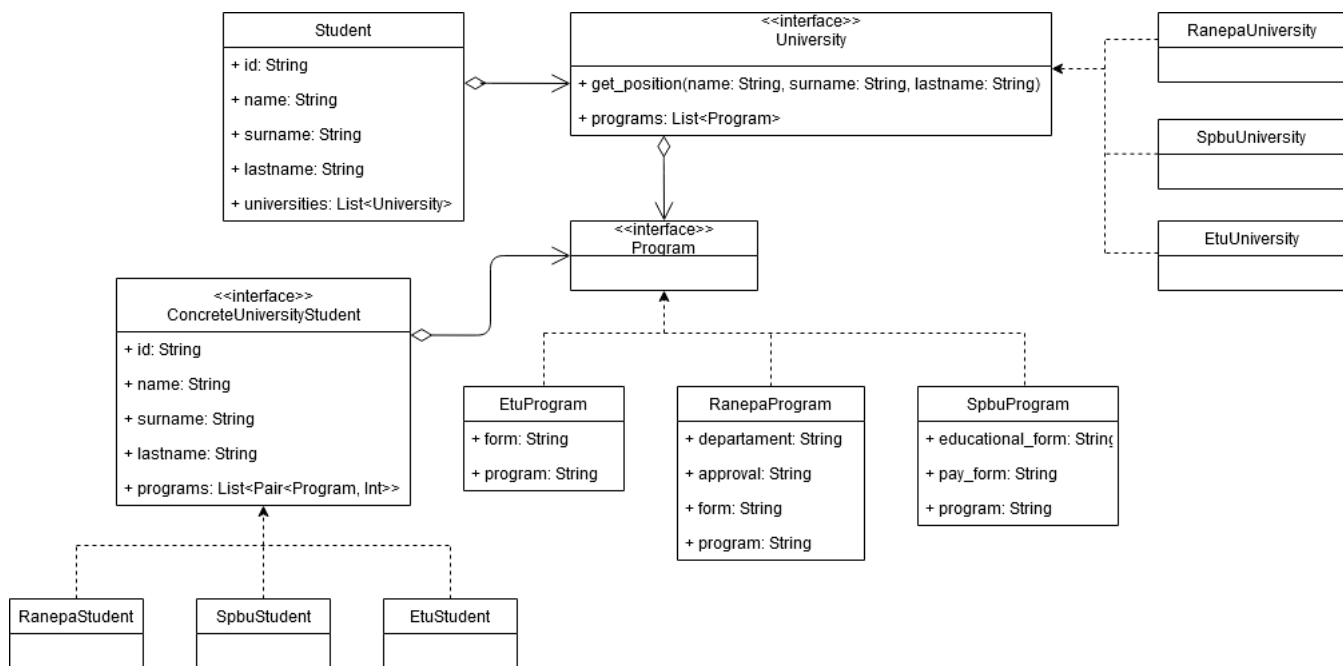 Student
+ id: String
+ name: String
+ surname: String
+ lastname: String
+ universities: List<University>
<<interface>>
University
+ get_position(name: String, surname: String, lastname: String)
+ programs: List<Program>
RanepaUniversity
SpbuUniversity
EtuUniversity
<<interface>>
Program
<<interface>>
ConcreteUniversityStudent
+ id: String
+ name: String
+ surname: String
+ lastname: String
+ programs: List<Pair<Program, Int>>
EtuProgram
+ form: String
+ program: String
RanepaProgram
+ departament: String
+ approval: String
+ form: String
+ program: String
SpbuProgram
+ educational_form: String
+ pay_form: String
+ program: String
RanepaStudent
SpbuStudent
EtuStudent